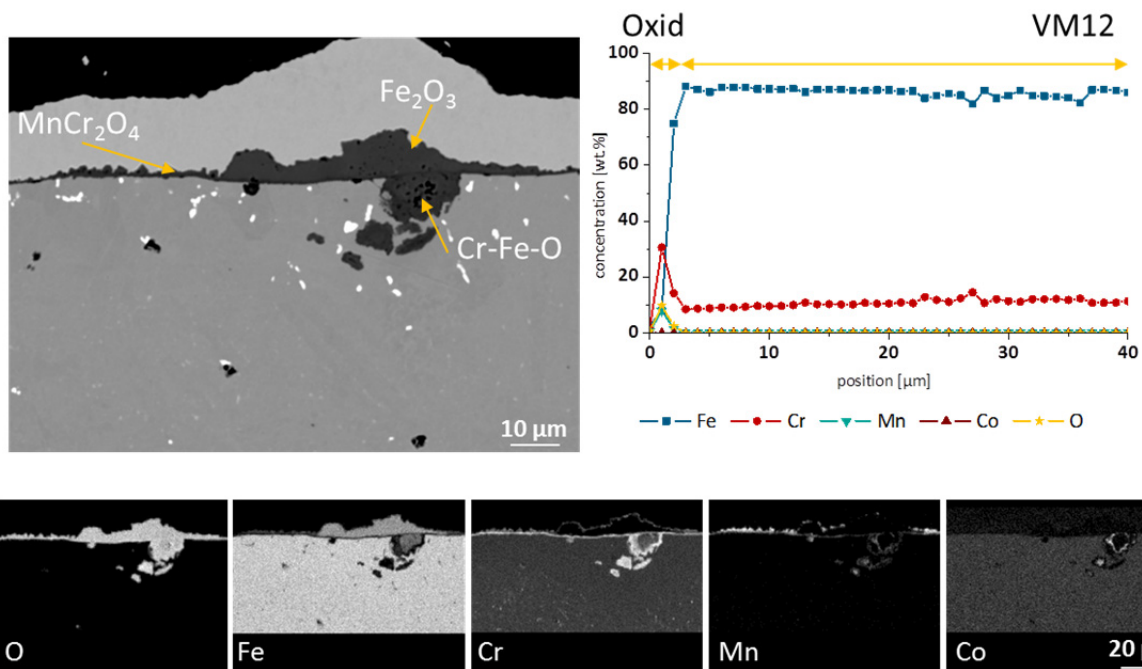 Fe₂O₃
MnCr₂O₄
Cr-Fe-O
10 µm
Oxid VM12
100
80
60
40
20
0
concentration [wt.%]
0 10 20 30 40
position [µm]
Fe Cr Mn Co O
O Fe Cr Mn Co 20